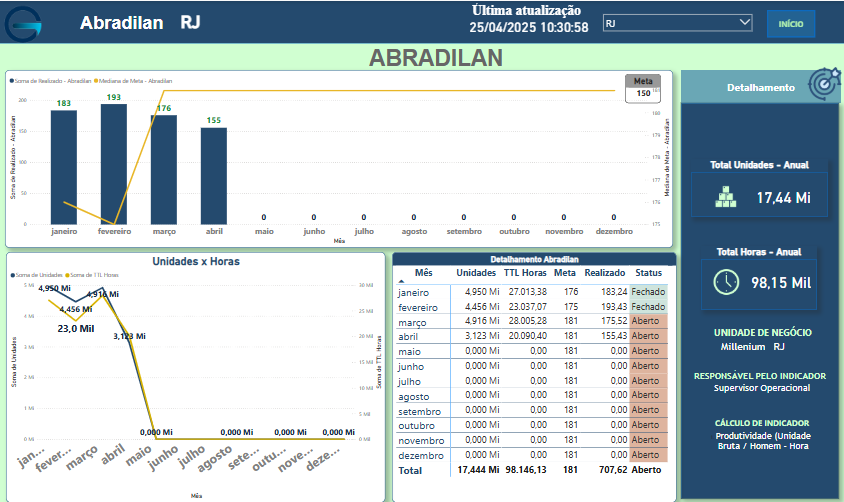 Abradilan RJ
Última atualização
25/04/2025 10:30:58
RJ
INÍCIO
ABRADILAN
Soma de Realizado - Abradilan Mediana de Meta - Abradilan
Meta
150
Soma de Realizado - Abradilan
200
150
100
50
0
183
193
176
155
0
0
0
0
0
0
0
0
janeiro
fevereiro
março
abril
maio
junho
julho
agosto
setembro
outubro
novembro
dezembro
Mês
181
180
179
178
177
176
175
Mediana de Meta - Abradilan
Unidades x Horas
Soma de Unidades Soma de TTL Horas
Soma de Unidades
5 Mi
4 Mi
3 Mi
2 Mi
1 Mi
0 Mi
4,950 Mi
4,456 Mi
23,0 Mil
4,916 Mi
3,123 Mi
0,000 Mi
0,000 Mi
0,000 Mi
0,000 Mi
30 Mil
25 Mil
20 Mil
15 Mil
10 Mil
5 Mil
0 Mil
Soma de TTL Horas
jan...
fever...
março
abril
maio
junho
julho
agosto
sete...
outu...
nove...
deze...
Mês
Detalhamento Abradilan
Mês Unidades TTL Horas Meta Realizado Status
janeiro 4,950 Mi 27.013,38 176 183,24 Fechado
fevereiro 4,456 Mi 23.037,07 175 193,43 Fechado
março 4,916 Mi 28.005,28 181 175,52 Aberto
abril 3,123 Mi 20.090,40 181 155,43 Aberto
maio 0,000 Mi 0,00 181 0,00 Aberto
junho 0,000 Mi 0,00 181 0,00 Aberto
julho 0,000 Mi 0,00 181 0,00 Aberto
agosto 0,000 Mi 0,00 181 0,00 Aberto
setembro 0,000 Mi 0,00 181 0,00 Aberto
outubro 0,000 Mi 0,00 181 0,00 Aberto
novembro 0,000 Mi 0,00 181 0,00 Aberto
dezembro 0,000 Mi 0,00 181 0,00 Aberto
Total 17,444 Mi 98.146,13 181 707,62 Aberto
Detalhamento
Total Unidades - Anual
17,44 Mi
Total Horas - Anual
98,15 Mil
UNIDADE DE NEGÓCIO
Millenium RJ
RESPONSÁVEL PELO INDICADOR
Supervisor Operacional
CÁLCULO DE INDICADOR
Produtividade (Unidade
Bruta / Homem - Hora